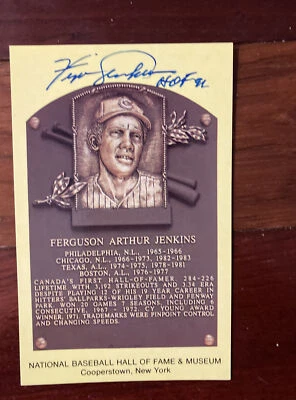 Fergie Jenkins
HOF 91
FERGUSON ARTHUR JENKINS
PHILADELPHIA, N.L., 1965-1966
CHICAGO, N.L., 1966-1973, 1982-1983
TEXAS, A.L., 1974-1975, 1978-1981
BOSTON, A.L., 1976-1977
CANADA'S FIRST HALL-OF-FAMER. 284-226
LIFETIME WITH 3,192 STRIKEOUTS AND 3.34 ERA
DESPITE PLAYING 12 OF HIS 19 YEAR CAREER IN
HITTERS' BALLPARKS-WRIGLEY FIELD AND FENWAY
PARK. WON 20 GAMES 7 SEASONS, INCLUDING 6
CONSECUTIVE, 1967 - 1972. CY YOUNG AWARD
WINNER, 1971. TRADEMARKS WERE PINPOINT CONTROL
AND CHANGING SPEEDS.
NATIONAL BASEBALL HALL OF FAME & MUSEUM
Cooperstown, New York